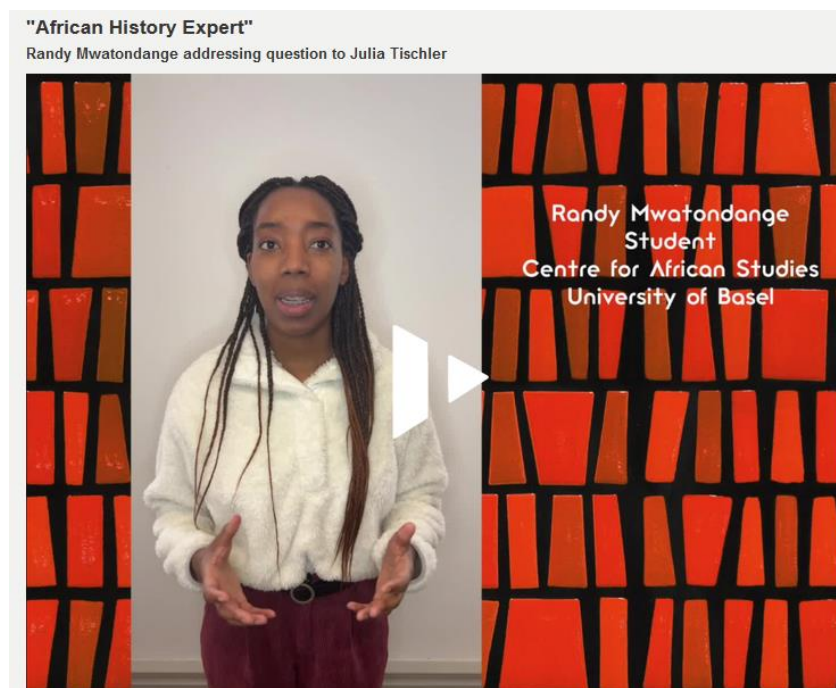 "African History Expert"
Randy Mwatondange addressing question to Julia Tischler
Randy Mwatondange
Student
Centre for African Studies
University of Basel